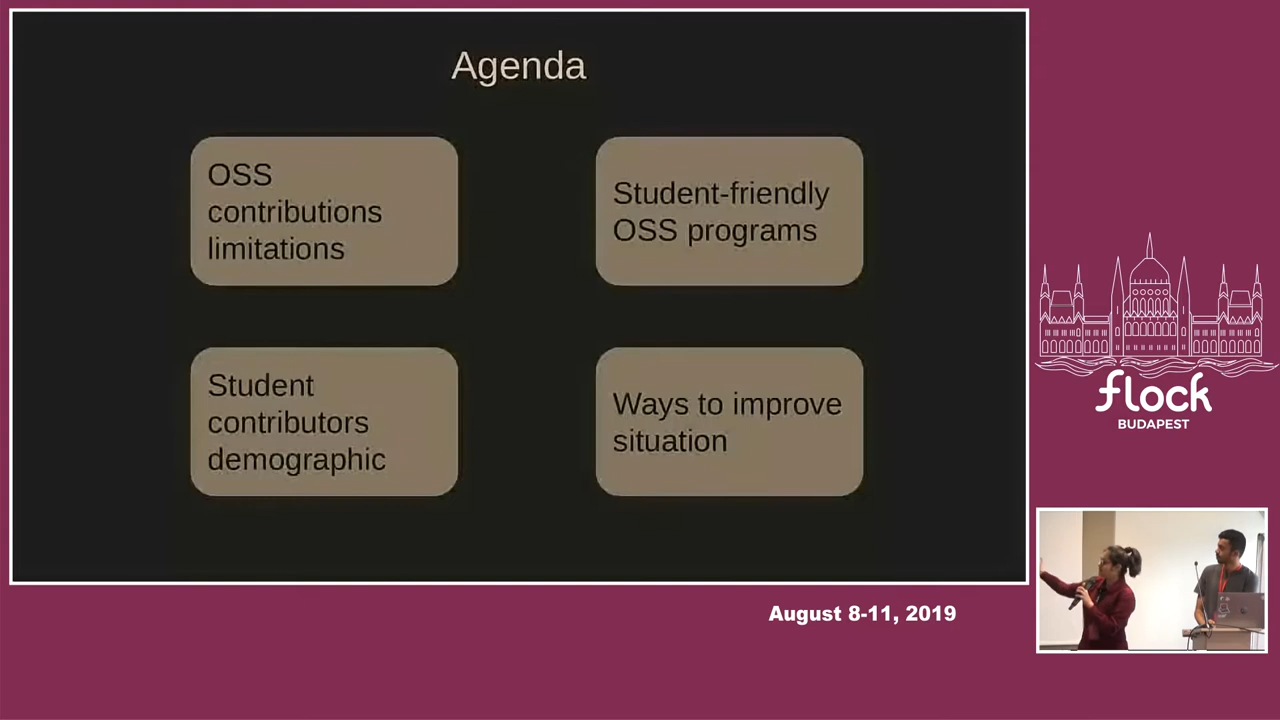 Agenda
OSS
contributions
limitations
Student-friendly
OSS programs
Student
contributors
demographic
Ways to improve
situation
flock
BUDAPEST
August 8-11, 2019